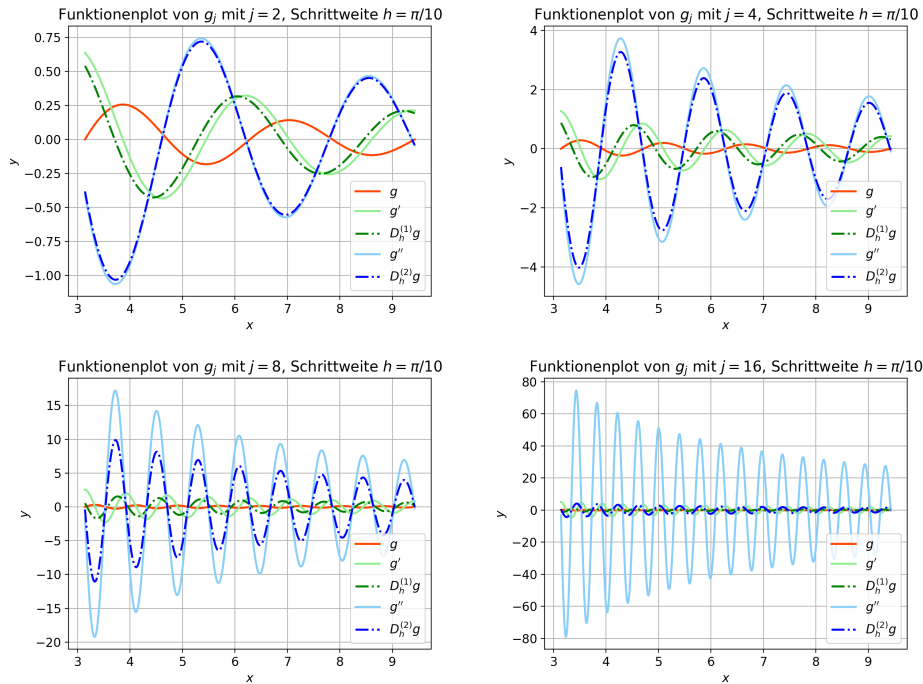 Funktionenplot von g_j mit j = 2, Schrittweite h = π/10
0.75
0.50
0.25
0.00
−0.25
−0.50
−0.75
−1.00
y
g
g′
D_h^(1) g
g′′
D_h^(2) g
3 4 5 6 7 8 9
x
Funktionenplot von g_j mit j = 4, Schrittweite h = π/10
4
2
0
−2
−4
y
g
g′
D_h^(1) g
g′′
D_h^(2) g
3 4 5 6 7 8 9
x
Funktionenplot von g_j mit j = 8, Schrittweite h = π/10
15
10
5
0
−5
−10
−15
−20
y
g
g′
D_h^(1) g
g′′
D_h^(2) g
3 4 5 6 7 8 9
x
Funktionenplot von g_j mit j = 16, Schrittweite h = π/10
80
60
40
20
0
−20
−40
−60
−80
y
g
g′
D_h^(1) g
g′′
D_h^(2) g
3 4 5 6 7 8 9
x